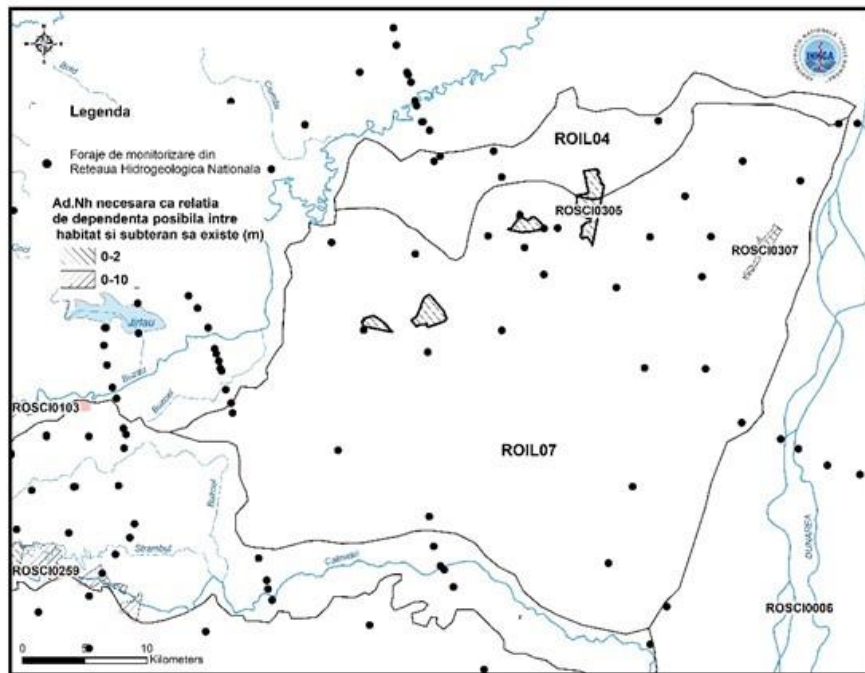 Legenda
Foraje de monitorizare din
Reteaua Hidrogeologica Nationala
Ad.Nh necesara ca relatia
de dependenta posibila intre
habitat si subteran sa existe (m)
0-2
0-10
ROIL04
ROSCI0305
ROSCI0307
Jirlau
Buzau
ROSCI0103
ROIL07
Strambul
Calmatui
ROSCI0259
DUNAREA
ROSCI0006
0 5 10
Kilometers